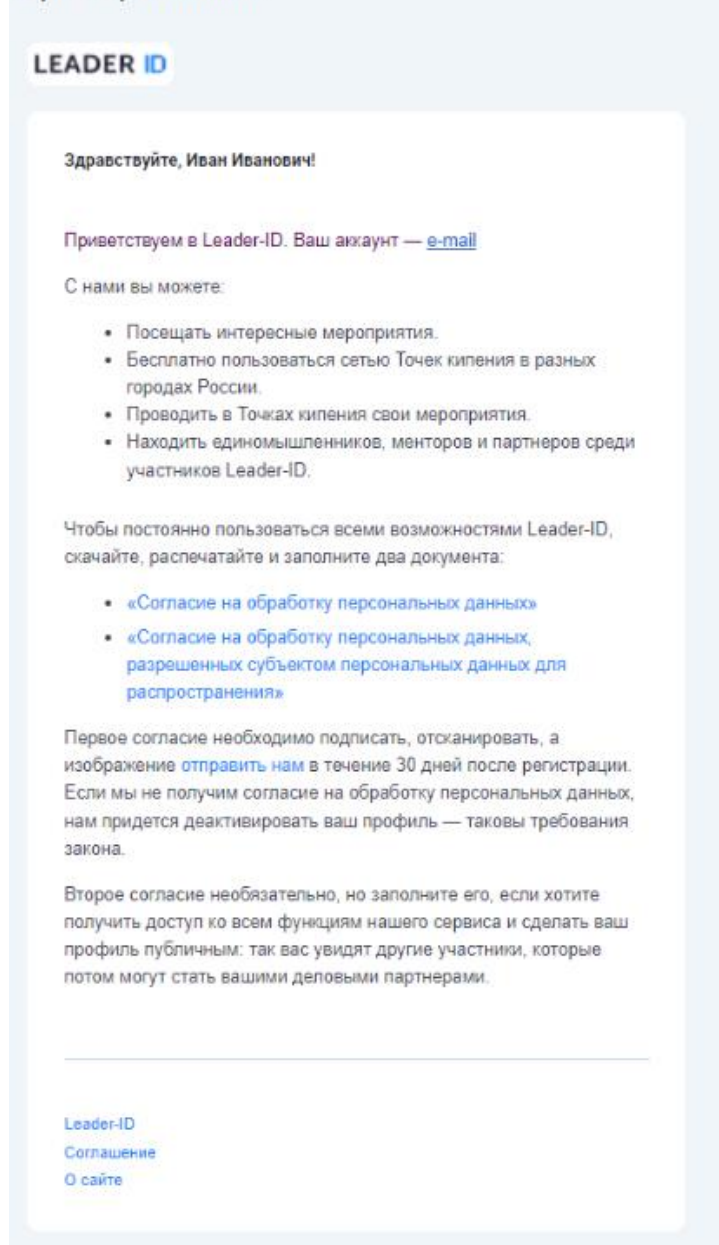 LEADER ID
Здравствуйте, Иван Иванович!
Приветствуем в Leader-ID. Ваш аккаунт — e-mail
С нами вы можете:
• Посещать интересные мероприятия.
• Бесплатно пользоваться сетью Точек кипения в разных
городах России.
• Проводить в Точках кипения свои мероприятия.
• Находить единомышленников, менторов и партнеров среди
участников Leader-ID.
Чтобы постоянно пользоваться всеми возможностями Leader-ID,
скачайте, распечатайте и заполните два документа:
• «Согласие на обработку персональных данных»
• «Согласие на обработку персональных данных,
разрешенных субъектом персональных данных для
распространения»
Первое согласие необходимо подписать, отсканировать, а
изображение отправить нам в течение 30 дней после регистрации.
Если мы не получим согласие на обработку персональных данных,
нам придется деактивировать ваш профиль — таковы требования
закона.
Второе согласие необязательно, но заполните его, если хотите
получить доступ ко всем функциям нашего сервиса и сделать ваш
профиль публичным: так вас увидят другие участники, которые
потом могут стать вашими деловыми партнерами.
Leader-ID
Соглашение
О сайте